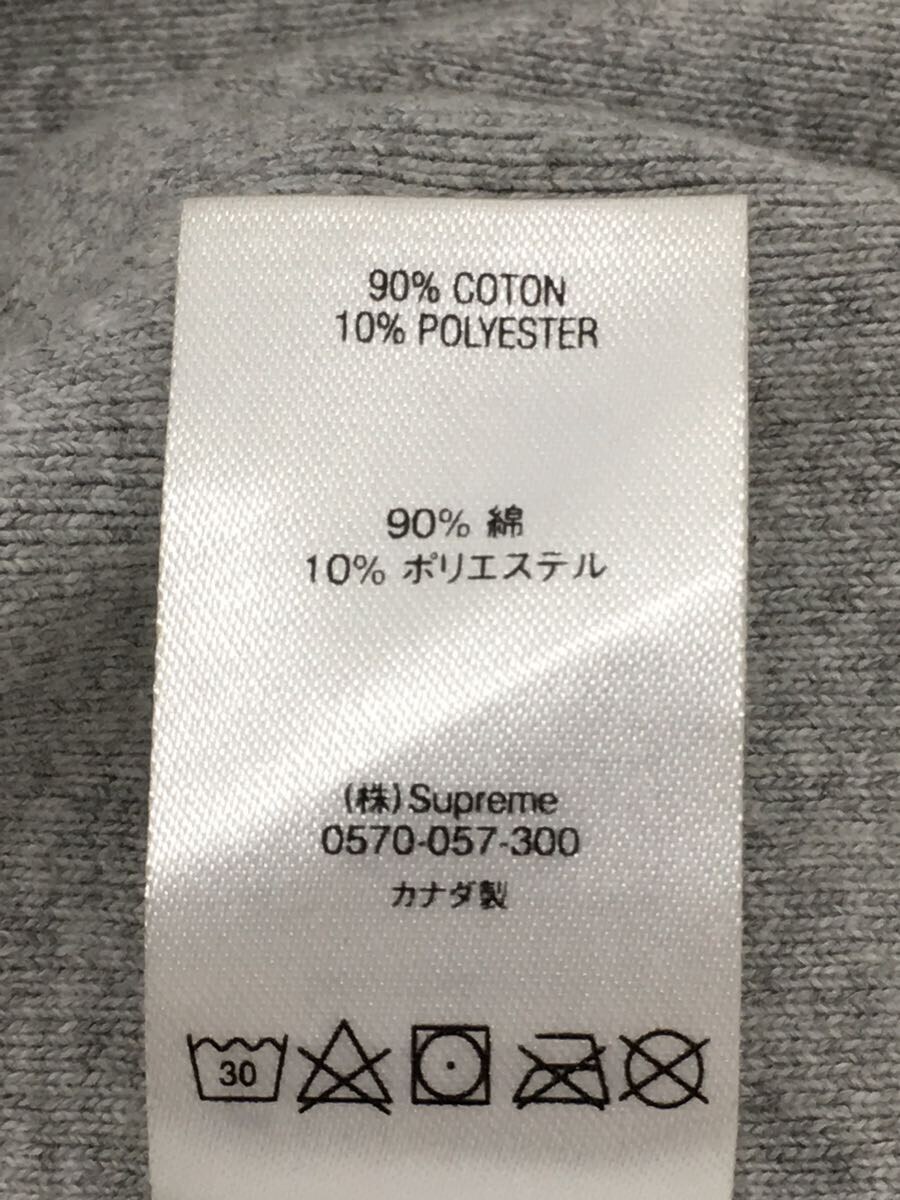 90% COTON
10% POLYESTER
90% 綿
10% ポリエステル
(株)Supreme
0570-057-300
カナダ製
30